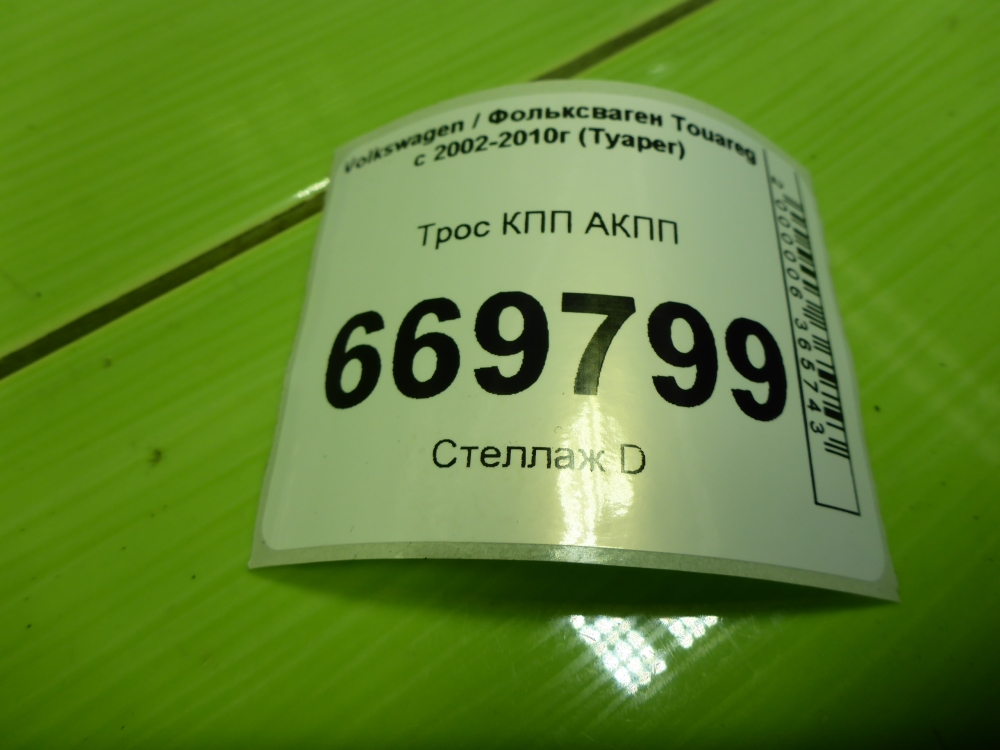 Volkswagen / Фольксваген Touareg
с 2002-2010г (Туарег)
Трос КПП АКПП
669799
Стеллаж D
2000006365743